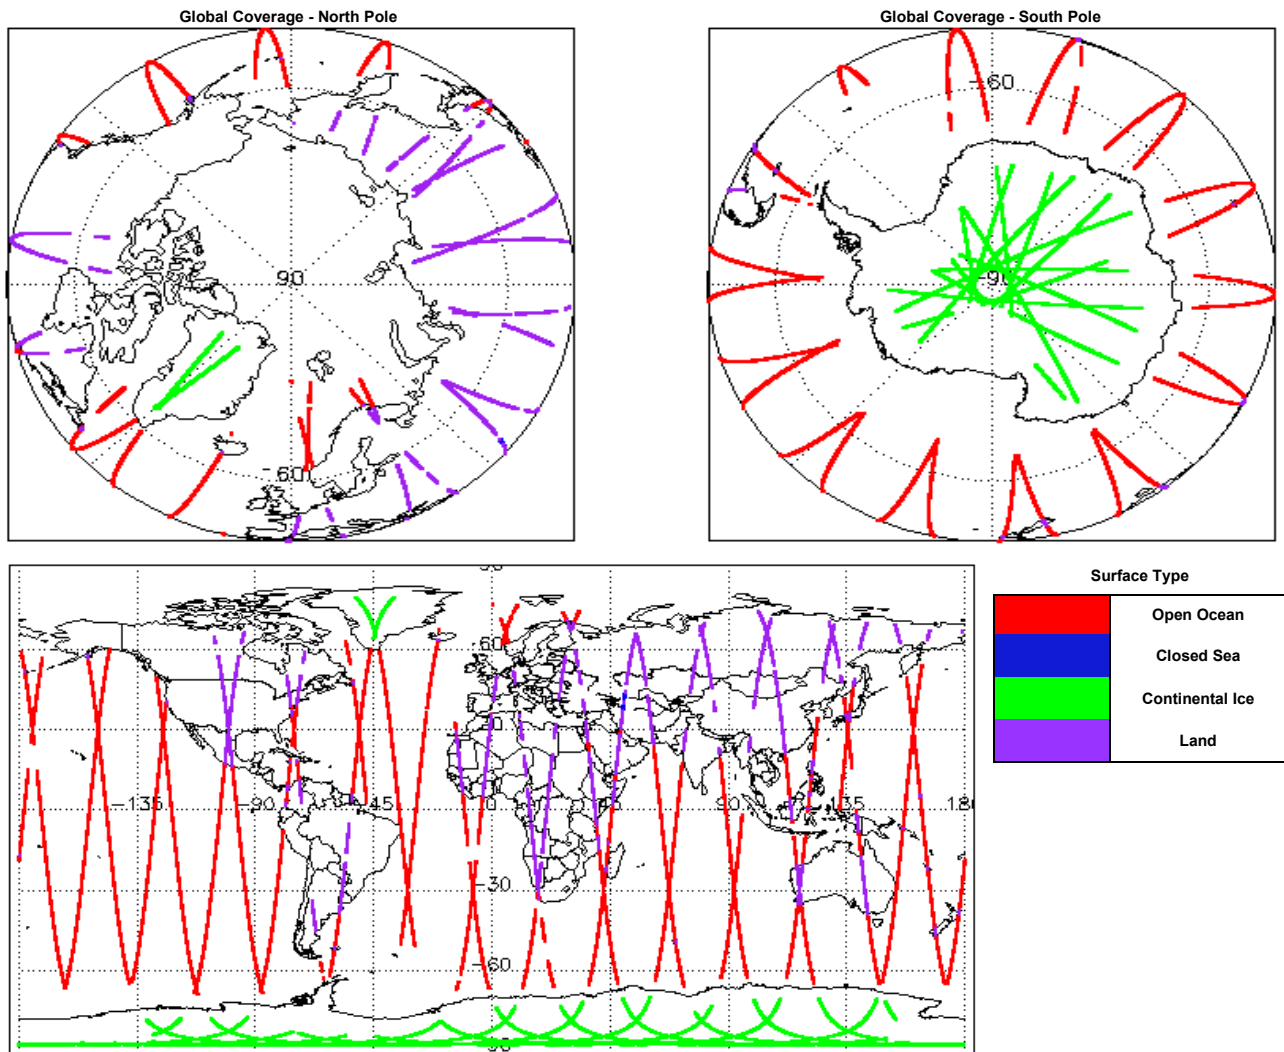 Global Coverage - North Pole
Global Coverage - South Pole
90
60
-60
-90
-135
-90
-45
0
45
90
135
180
60
-30
-60
Surface Type
Open Ocean
Closed Sea
Continental Ice
Land